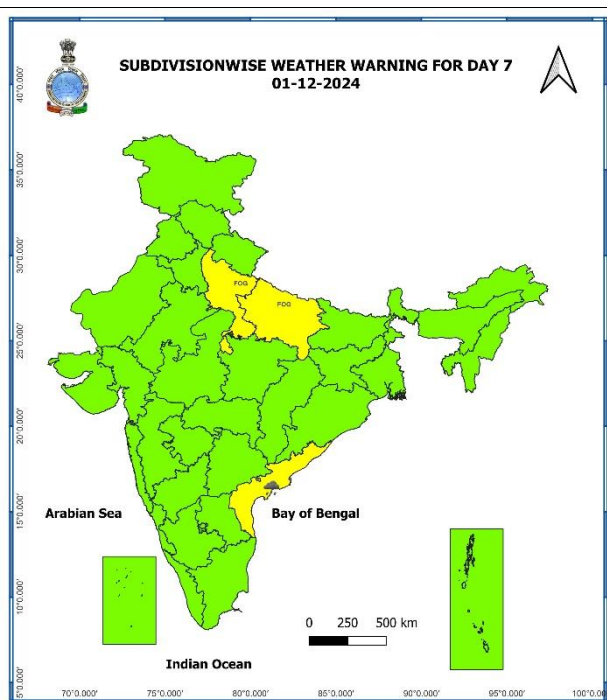 SUBDIVISIONWISE WEATHER WARNING FOR DAY 7
01-12-2024
40°0.000'
35°0.000'
30°0.000'
25°0.000'
20°0.000'
15°0.000'
10°0.000'
5°0.000'
FOG
FOG
Arabian Sea
Bay of Bengal
0 250 500 km
Indian Ocean
70°0.000'
75°0.000'
80°0.000'
85°0.000'
90°0.000'
95°0.000'
100°0.000'